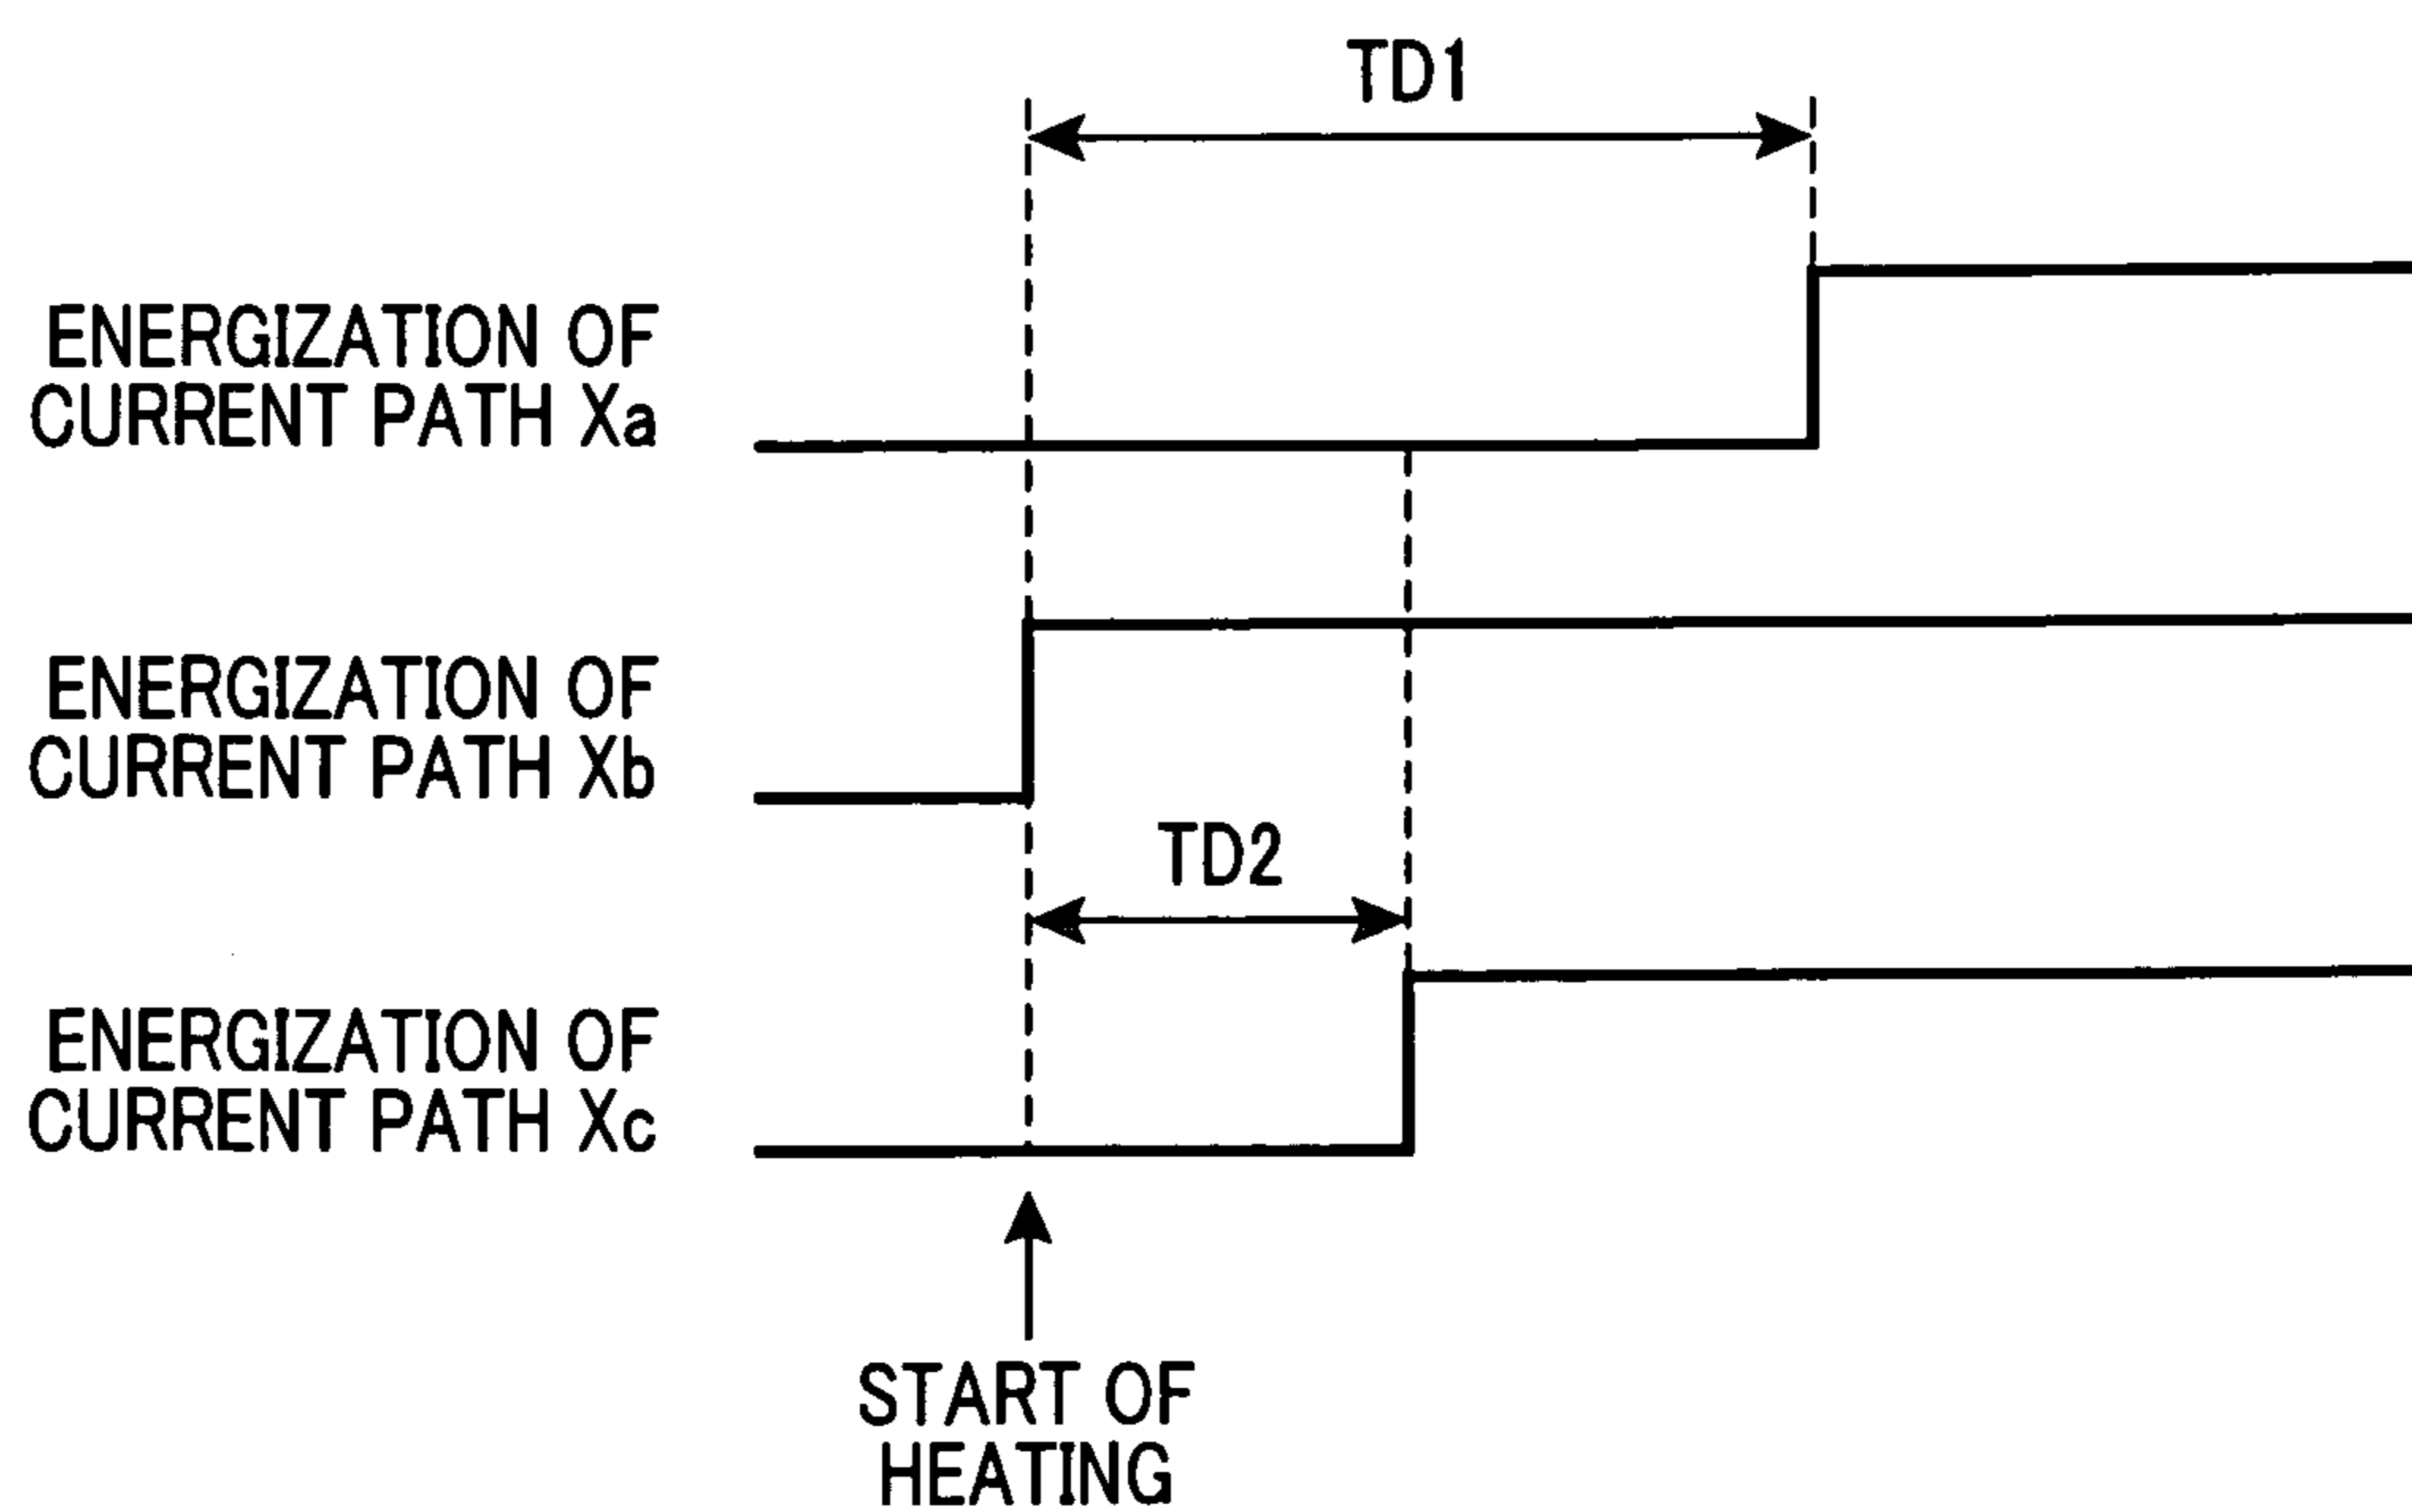 TD1
ENERGIZATION OF
CURRENT PATH Xa
ENERGIZATION OF
CURRENT PATH Xb
TD2
ENERGIZATION OF
CURRENT PATH Xc
START OF
HEATING